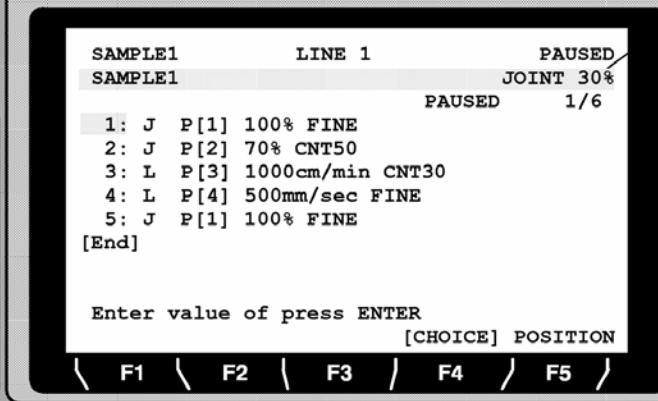 SAMPLE1 LINE 1 PAUSED
SAMPLE1 JOINT 30%
PAUSED 1/6
1: J P[1] 100% FINE
2: J P[2] 70% CNT50
3: L P[3] 1000cm/min CNT30
4: L P[4] 500mm/sec FINE
5: J P[1] 100% FINE
[End]
Enter value of press ENTER
[CHOICE] POSITION
F1 F2 F3 F4 F5